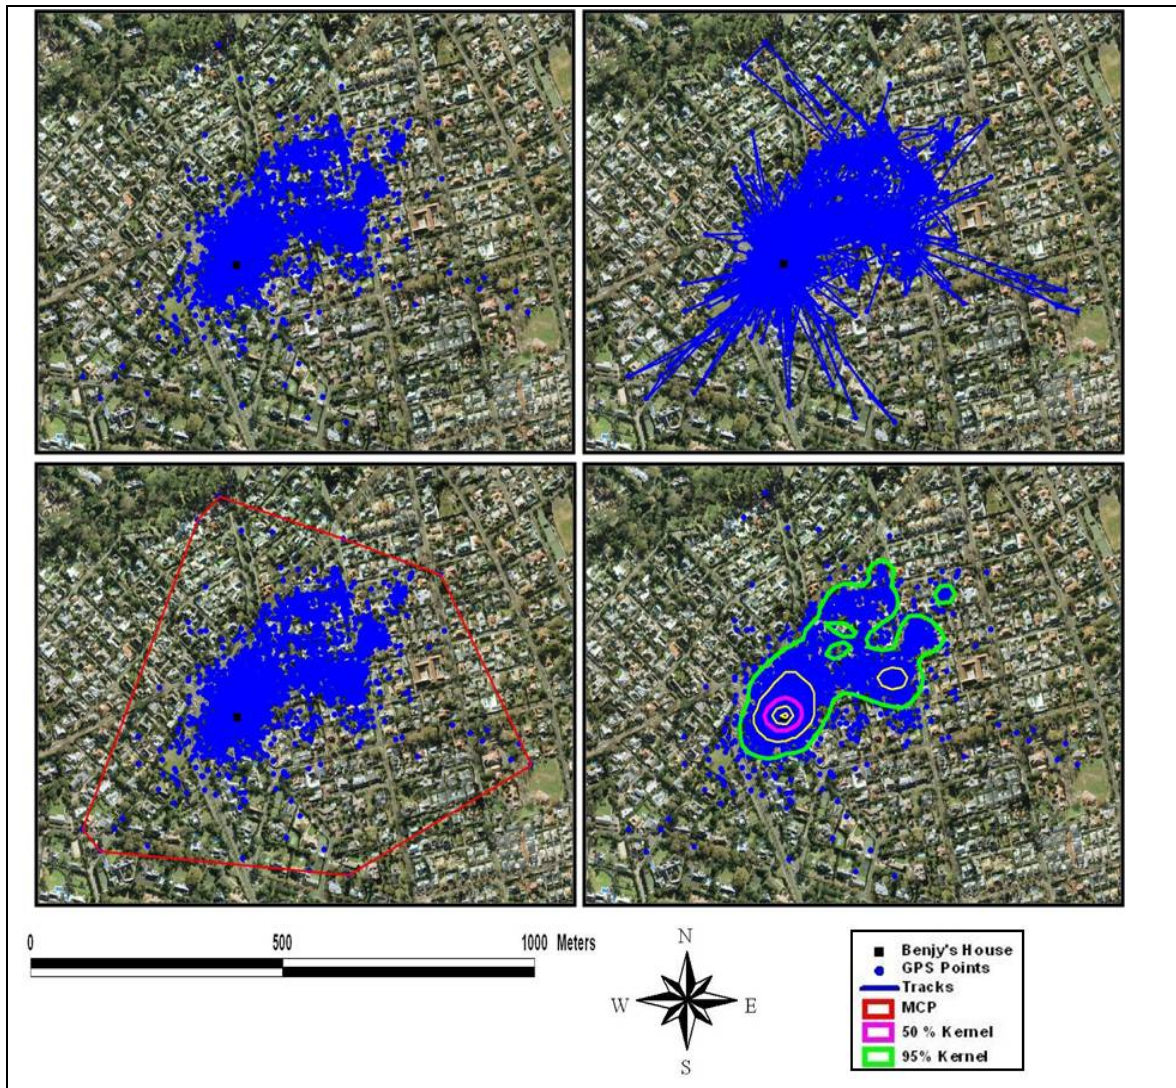 0 500 1000 Meters
N
W E
S
Benjy's House
GPS Points
Tracks
MCP
50 % Kernel
95% Kernel